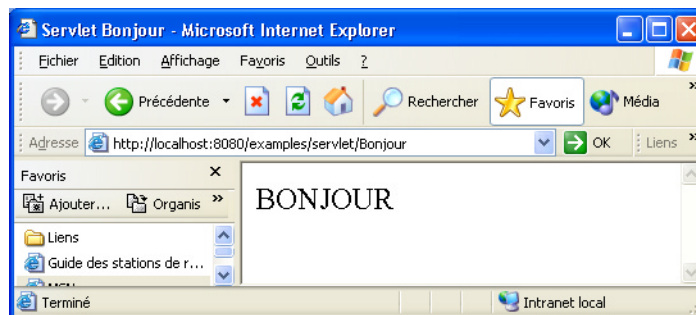 Servlet Bonjour - Microsoft Internet Explorer
Fichier Edition Affichage Favoris Outils ?
Précédente Rechercher Favoris Média »
Adresse http://localhost:8080/examples/servlet/Bonjour OK Liens »
Favoris ×
Ajouter... Organis »
BONJOUR
Liens
Guide des stations de r...
MSN
Terminé Intranet local